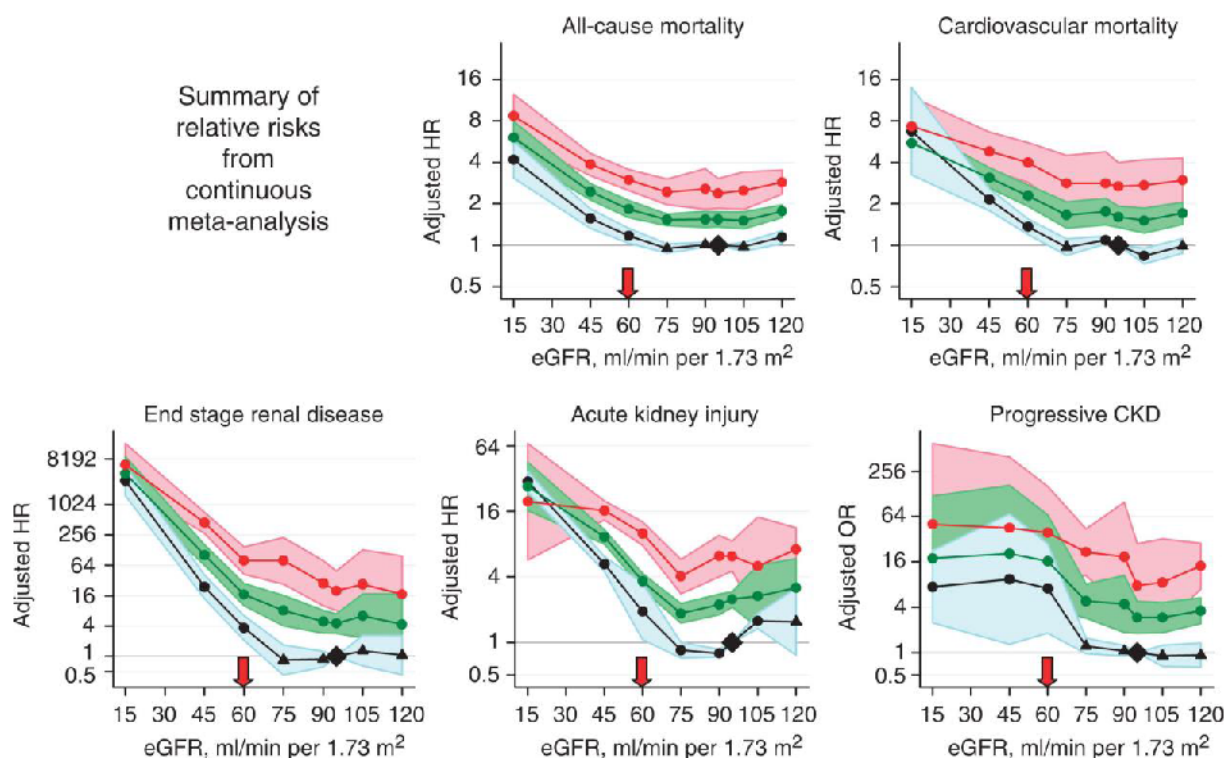 Summary of
relative risks
from
continuous
meta-analysis
All-cause mortality
Adjusted HR
16
8
4
2
1
0.5
15 30 45 60 75 90 105 120
eGFR, ml/min per 1.73 m²
Cardiovascular mortality
Adjusted HR
16
8
4
2
1
0.5
15 30 45 60 75 90 105 120
eGFR, ml/min per 1.73 m²
End stage renal disease
Adjusted HR
8192
1024
256
64
16
4
1
0.5
15 30 45 60 75 90 105 120
eGFR, ml/min per 1.73 m²
Acute kidney injury
Adjusted HR
64
16
4
1
0.5
15 30 45 60 75 90 105 120
eGFR, ml/min per 1.73 m²
Progressive CKD
Adjusted OR
256
64
16
4
1
0.5
15 30 45 60 75 90 105 120
eGFR, ml/min per 1.73 m²